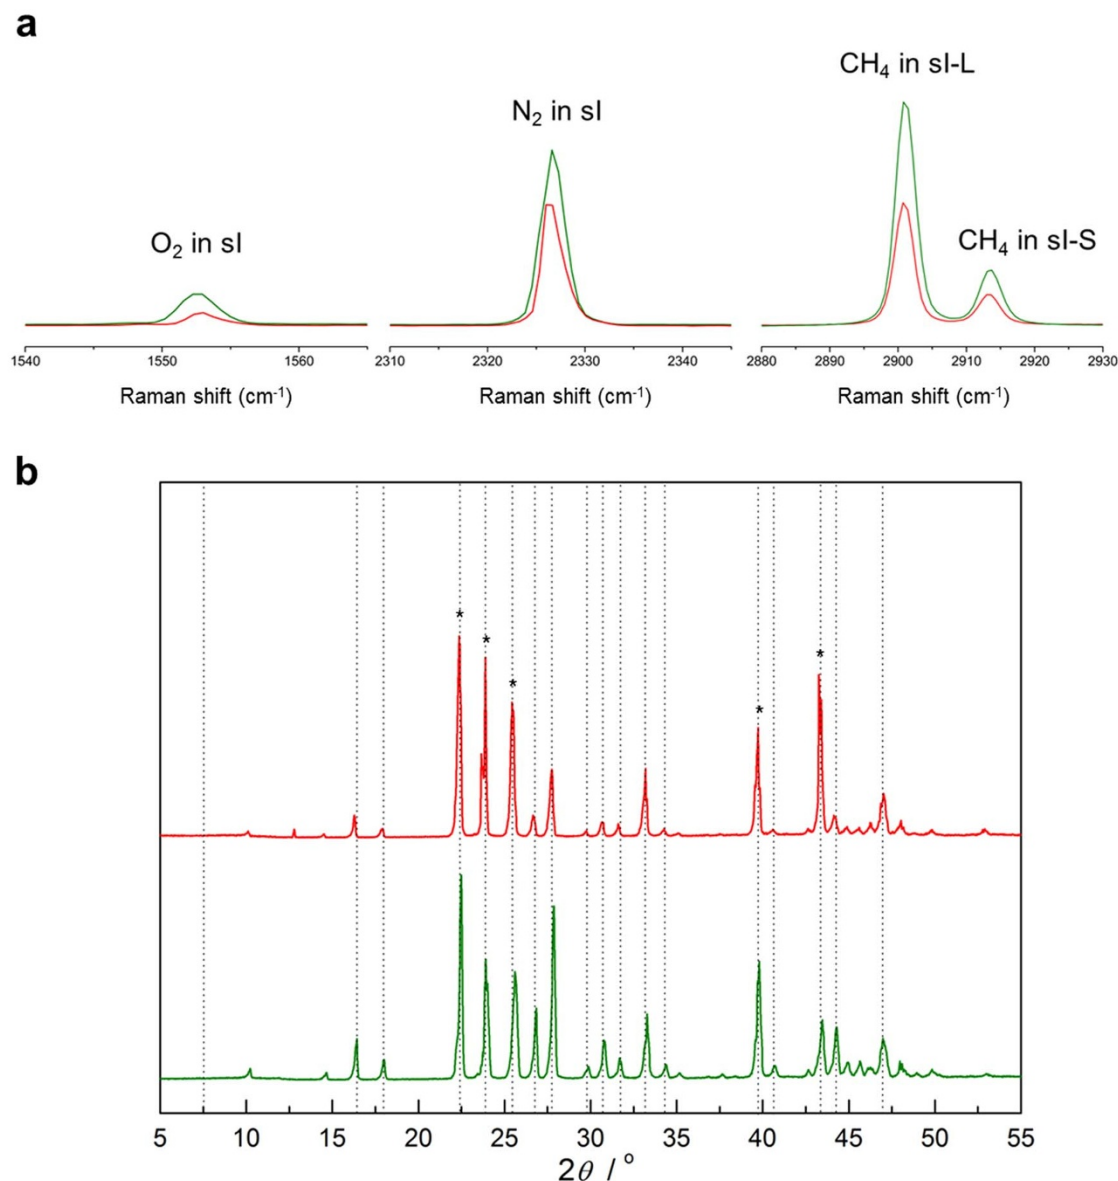 a
CH₄ in sI-L
N₂ in sI
O₂ in sI
CH₄ in sI-S
1540 1550 1560 2310 2320 2330 2340 2880 2890 2900 2910 2920 2930
Raman shift (cm⁻¹) Raman shift (cm⁻¹) Raman shift (cm⁻¹)
b
*
*
*
*
*
5 10 15 20 25 30 35 40 45 50 55
2θ / °